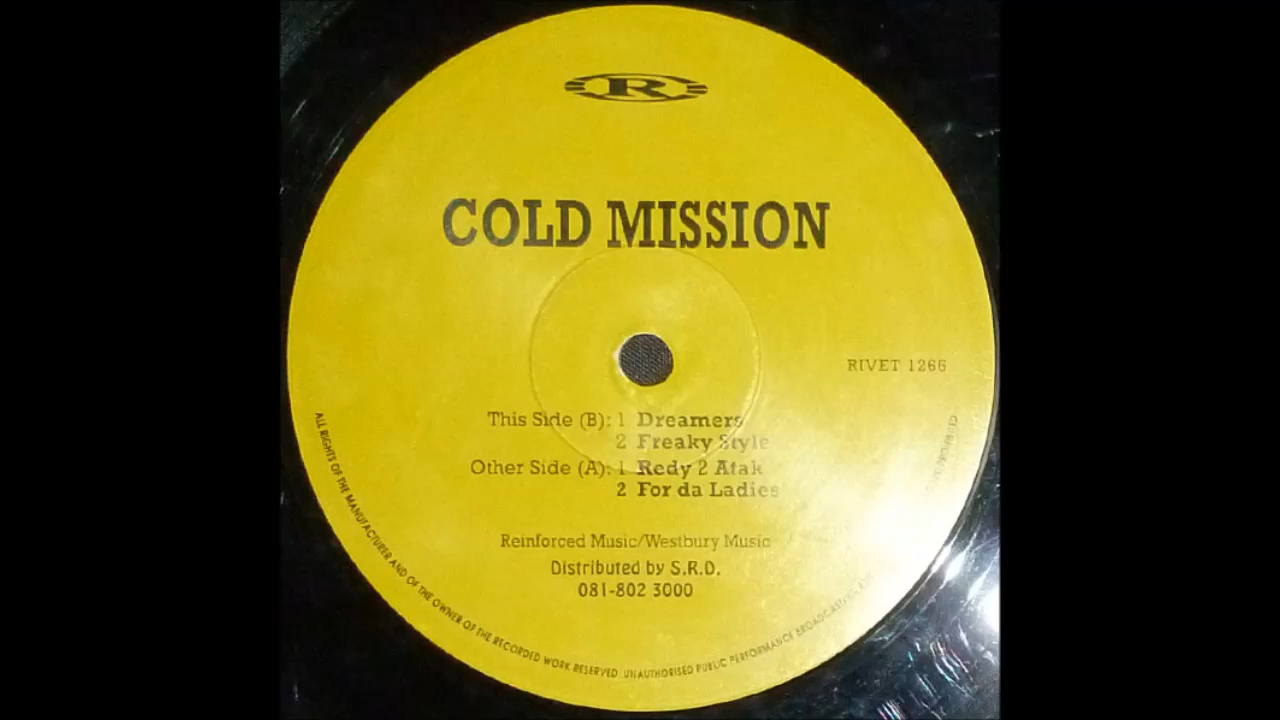 R
COLD MISSION
RIVET 1266
This Side (B): 1 Dreamers
2 Freaky Style
Other Side (A): 1 Redy 2 Atak
2 For da Ladies
Reinforced Music/Westbury Music
Distributed by S.R.D.
081-802 3000
ALL RIGHTS OF THE MANUFACTURER AND OF THE OWNER OF THE RECORDED WORK RESERVED. UNAUTHORISED PUBLIC PERFORMANCE BROADCASTING